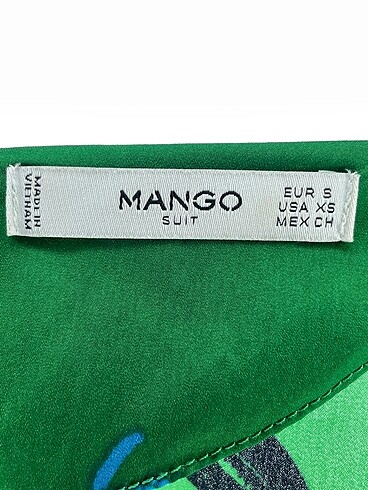 MADE IN
VIETNAM
MANGO
SUIT
EUR S
USA XS
MEX CH